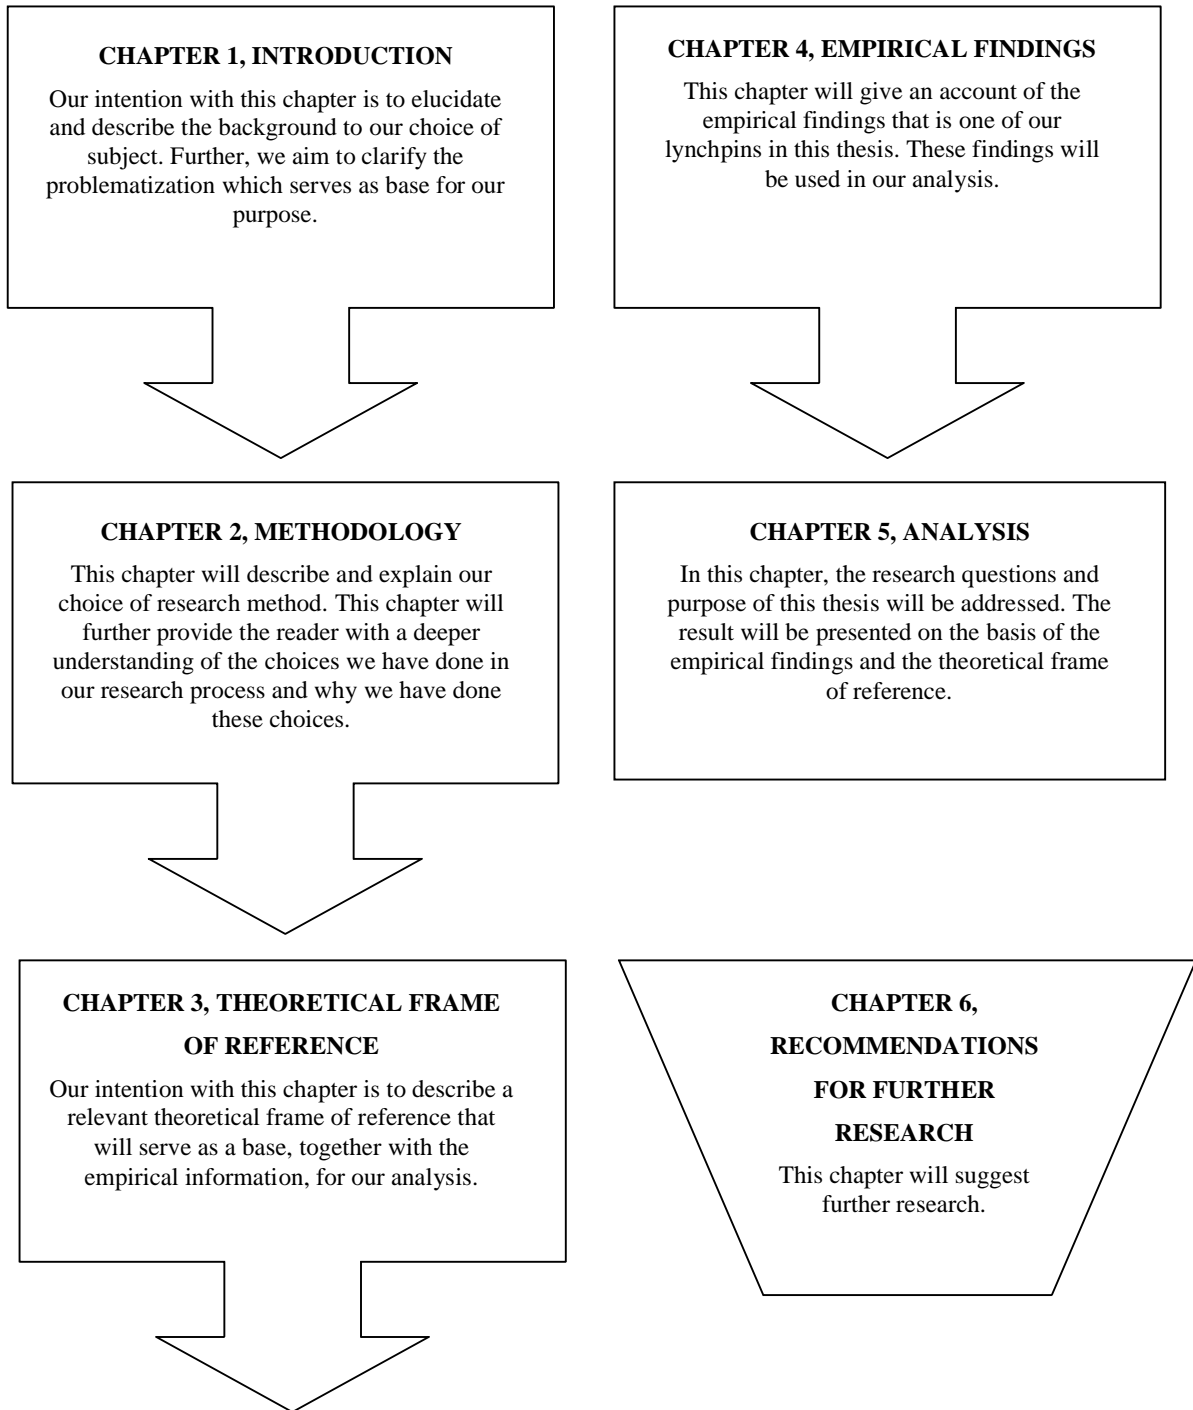 CHAPTER 1, INTRODUCTION
Our intention with this chapter is to elucidate
and describe the background to our choice of
subject. Further, we aim to clarify the
problematization which serves as base for our
purpose.
CHAPTER 2, METHODOLOGY
This chapter will describe and explain our
choice of research method. This chapter will
further provide the reader with a deeper
understanding of the choices we have done in
our research process and why we have done
these choices.
CHAPTER 3, THEORETICAL FRAME
OF REFERENCE
Our intention with this chapter is to describe a
relevant theoretical frame of reference that
will serve as a base, together with the
empirical information, for our analysis.
CHAPTER 4, EMPIRICAL FINDINGS
This chapter will give an account of the
empirical findings that is one of our
lynchpins in this thesis. These findings will
be used in our analysis.
CHAPTER 5, ANALYSIS
In this chapter, the research questions and
purpose of this thesis will be addressed. The
result will be presented on the basis of the
empirical findings and the theoretical frame
of reference.
CHAPTER 6,
RECOMMENDATIONS
FOR FURTHER
RESEARCH
This chapter will suggest
further research.